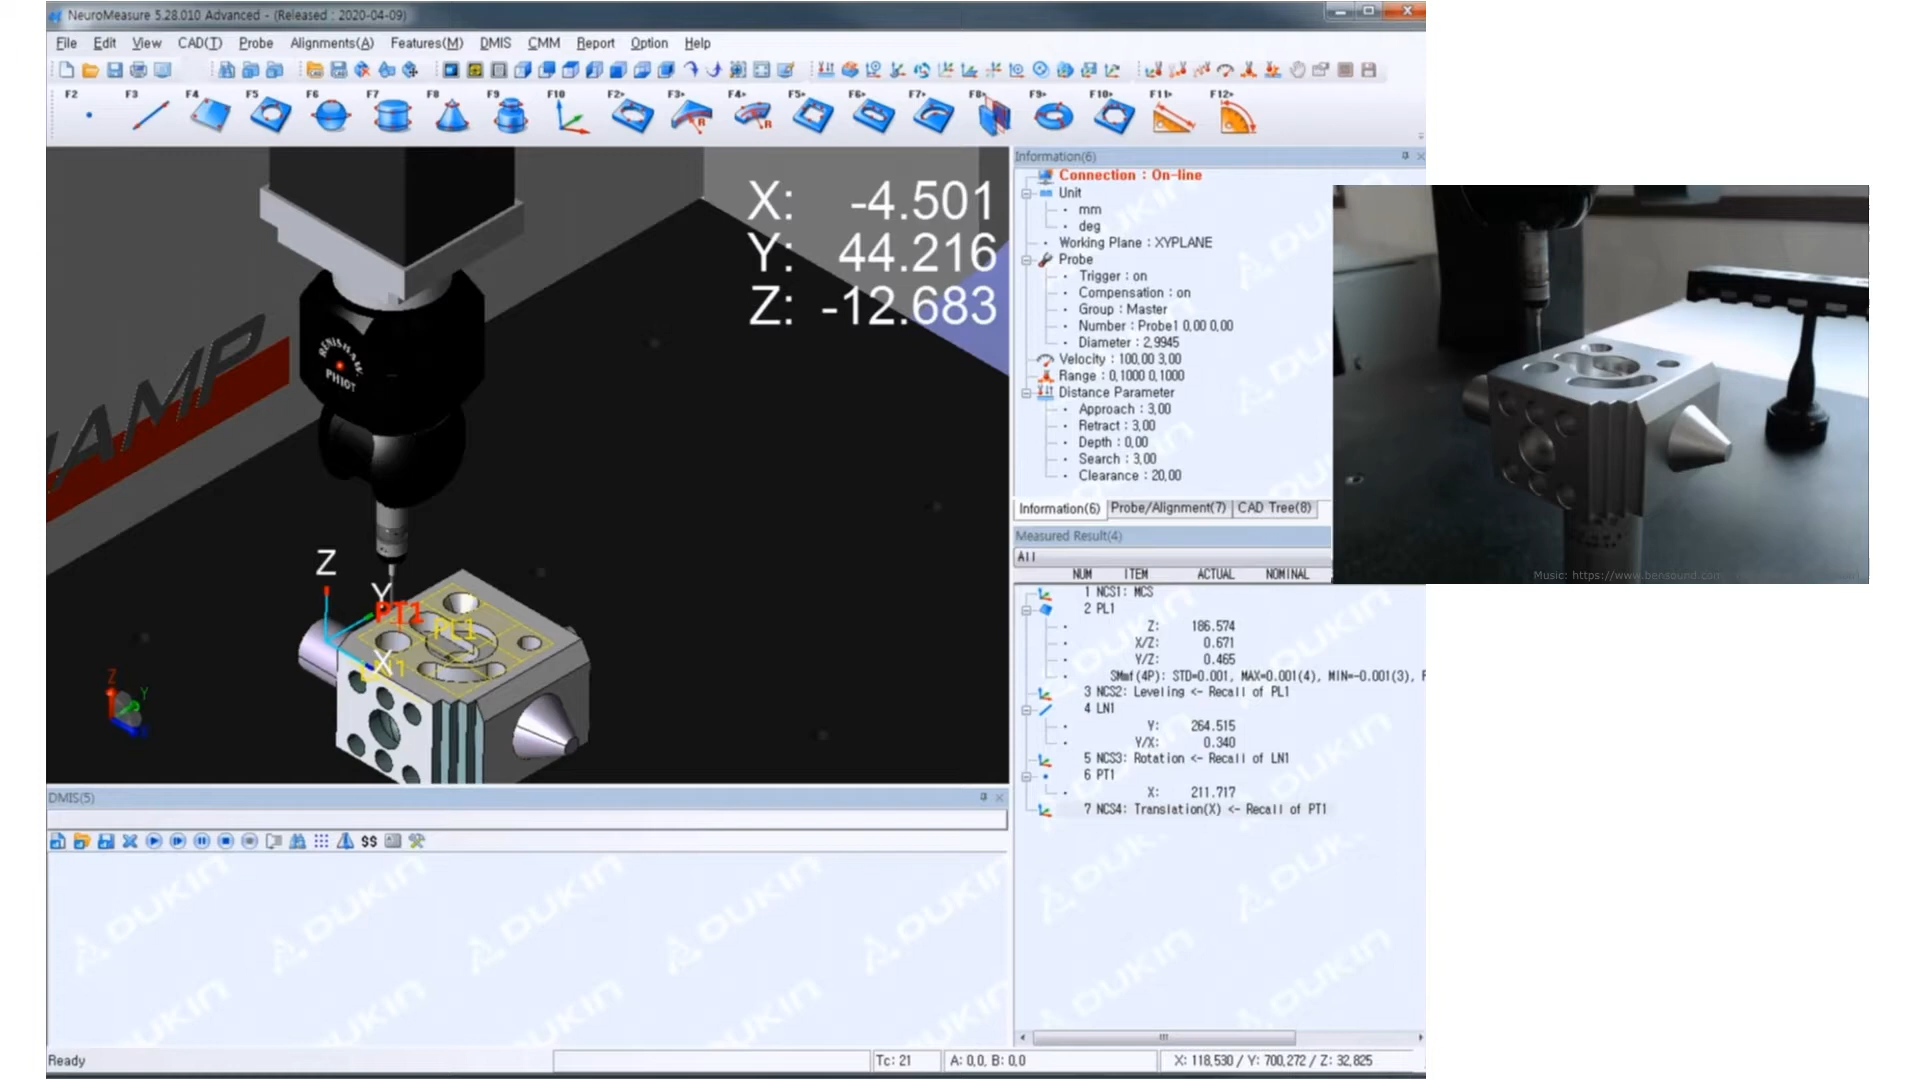 NeuroMeasure 5.28.010 Advanced - (Released : 2020-04-09)
File Edit View CAD(T) Probe Alignments(A) Features(M) DMIS CMM Report Option Help
F2 F3 F4 F5 F6 F7 F8 F9 F10 F2> F3> F4> F5> F6> F7> F8> F9> F10> F11> F12>
X: -4.501
Y: 44.216
Z: -12.683
RENISHAW.
PH10T
AMP
Z
Y
PT1
PL1
X
LN1
Z
Y
Information(6)
Connection : On-line
Unit
mm
deg
Working Plane : XYPLANE
Probe
Trigger : on
Compensation : on
Group : Master
Number : Probe1 0,00 0,00
Diameter : 2,9945
Velocity : 100,00 3,00
Range : 0,1000 0,1000
Distance Parameter
Approach : 3,00
Retract : 3,00
Depth : 0,00
Search : 3,00
Clearance : 20,00
Information(6) Probe/Alignment(7) CAD Tree(8)
Measured Result(4)
All
NUM ITEM ACTUAL NOMINAL
1 NCS1: MCS
2 PL1
Z: 186.574
X/Z: 0.671
Y/Z: 0.465
SMmf(4P): STD=0.001, MAX=0.001(4), MIN=-0.001(3), F
3 NCS2: Leveling <- Recall of PL1
4 LN1
Y: 264.515
Y/X: 0.340
5 NCS3: Rotation <- Recall of LN1
6 PT1
X: 211.717
7 NCS4: Translation(X) <- Recall of PT1
Music: https://www.bensound.com
DMIS(5)
$$
DUKIN DUKIN DUKIN DUKIN DUKIN
Ready Tc: 21 A: 0,0, B: 0,0 X: 118,530 / Y: 700,272 / Z: 32,825